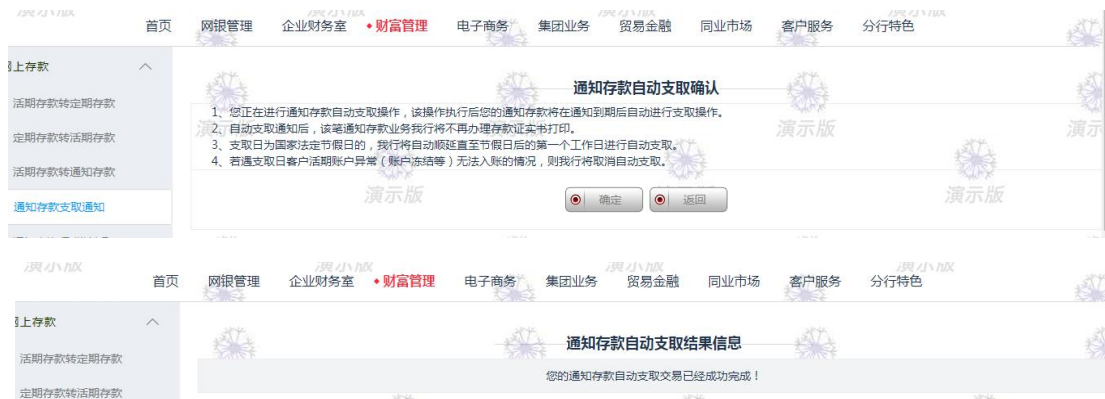 首页 网银管理 企业财务室 财富管理 电子商务 集团业务 贸易金融 同业市场 客户服务 分行特色
上存款
通知存款自动支取确认
活期存款转定期存款
1、您正在进行通知存款自动支取操作，该操作执行后您的通知存款将在通知到期后自动进行支取操作。
2、自动支取通知后，该笔通知存款业务我行将不再办理存款证实书打印。
定期存款转活期存款
3、支取日为国家法定节假日的，我行将自动顺延直至节假日后的第一个工作日进行自动支取。
4、若遇支取日客户活期账户异常（账户冻结等）无法入账的情况，则我行将取消自动支取。
活期存款转通知存款
演示版
演示版 演示版
通知存款支取通知
确定 返回
首页 网银管理 企业财务室 财富管理 电子商务 集团业务 贸易金融 同业市场 客户服务 分行特色
上存款
通知存款自动支取结果信息
活期存款转定期存款
您的通知存款自动支取交易已经成功完成！
定期存款转活期存款